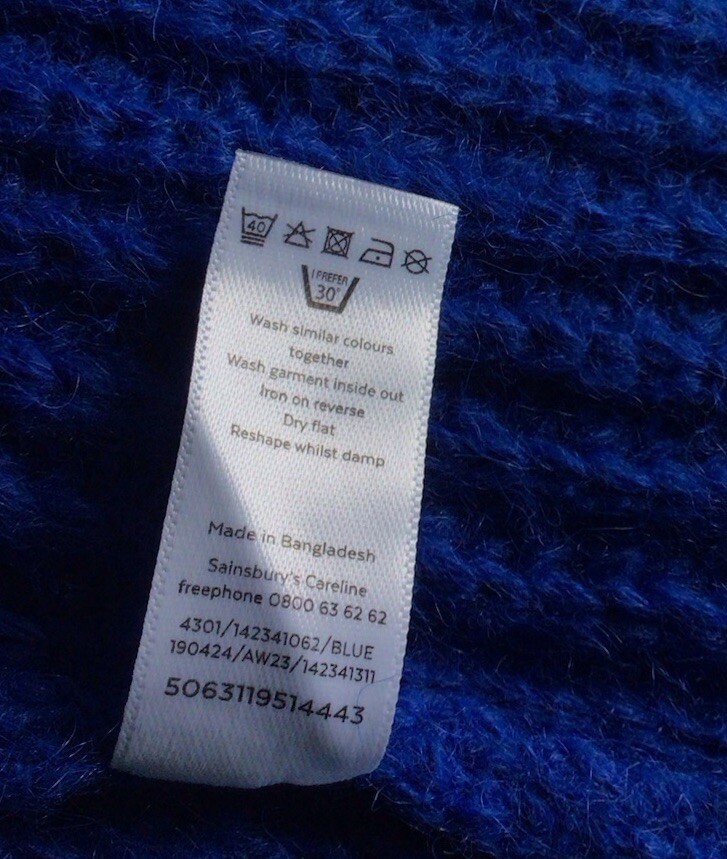 40
I PREFER
30°
Wash similar colours
together
Wash garment inside out
Iron on reverse
Dry flat
Reshape whilst damp
Made in Bangladesh
Sainsbury's Careline
freephone 0800 63 62 62
4301/142341062/BLUE
190424/AW23/142341311
5063119514443